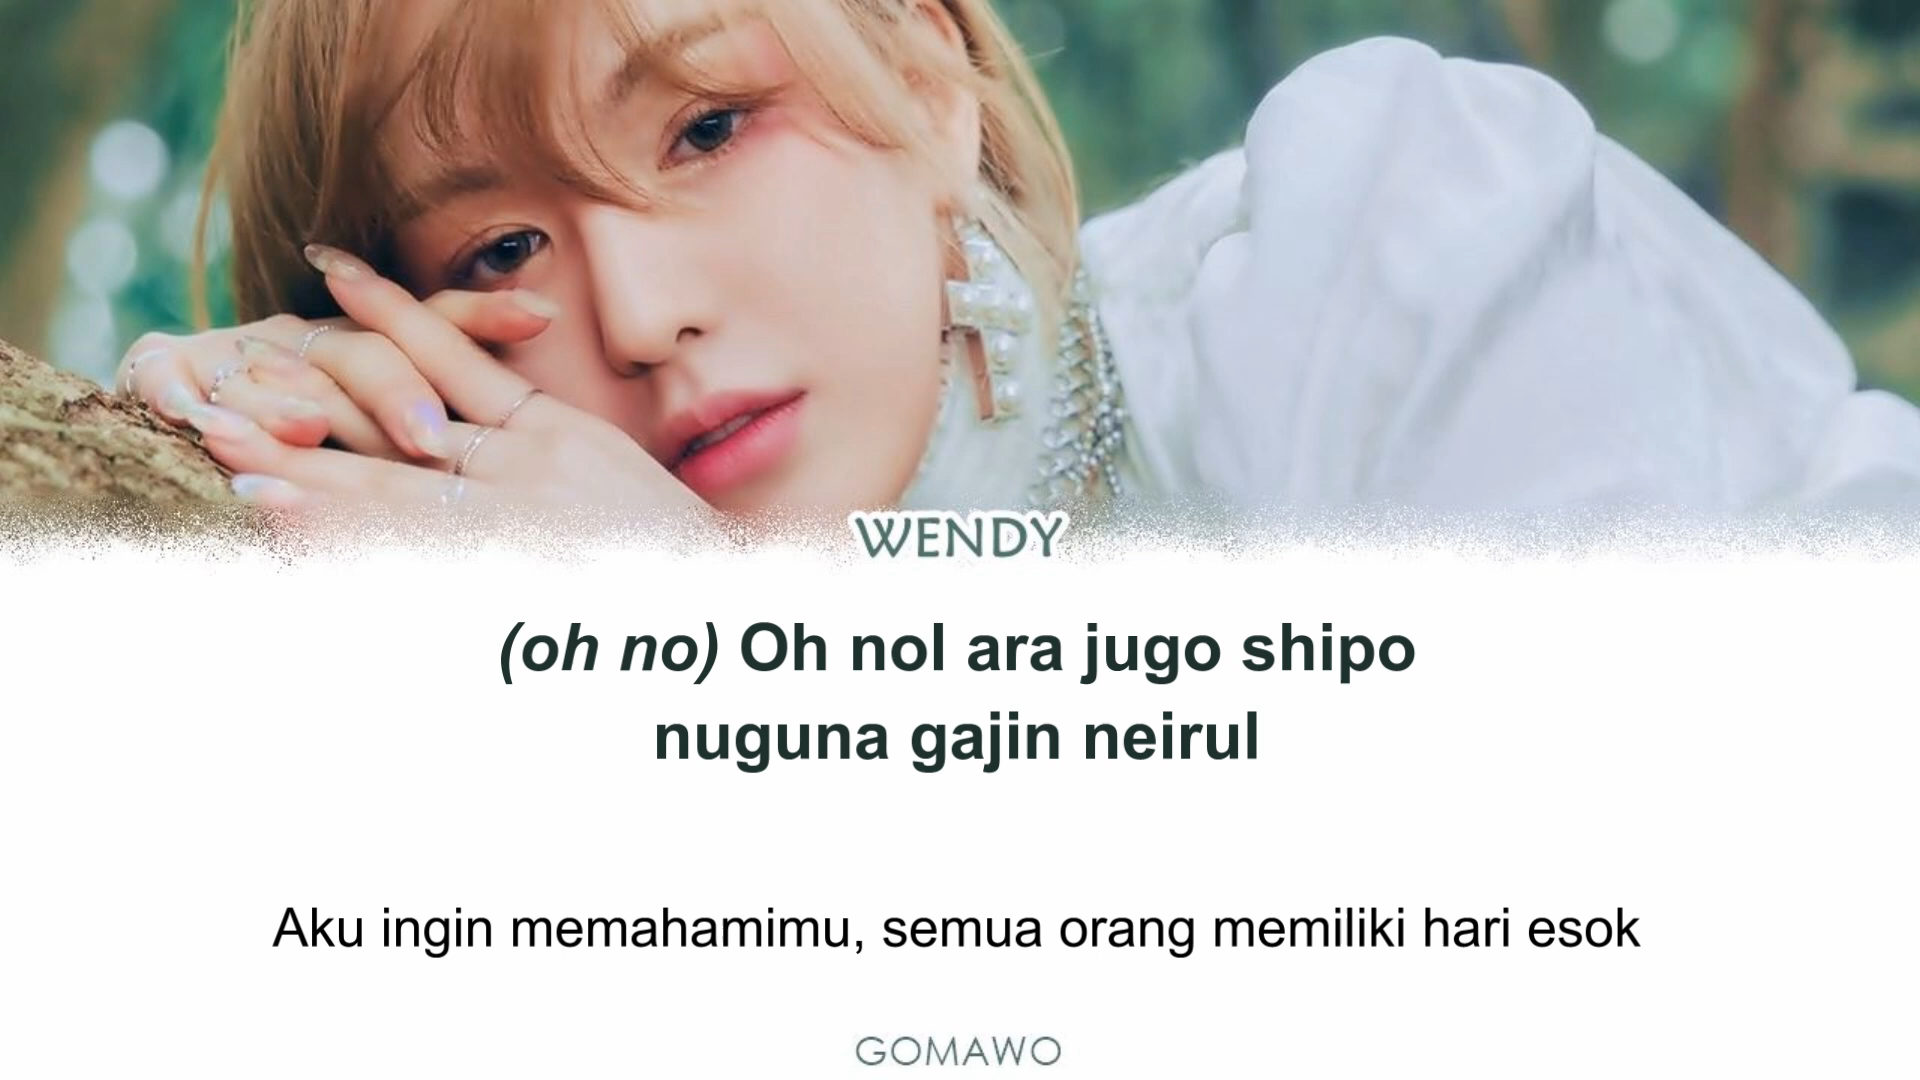 WENDY
(oh no) Oh nol ara jugo shipo
nuguna gajin neirul
Aku ingin memahamimu, semua orang memiliki hari esok
GOMAWO